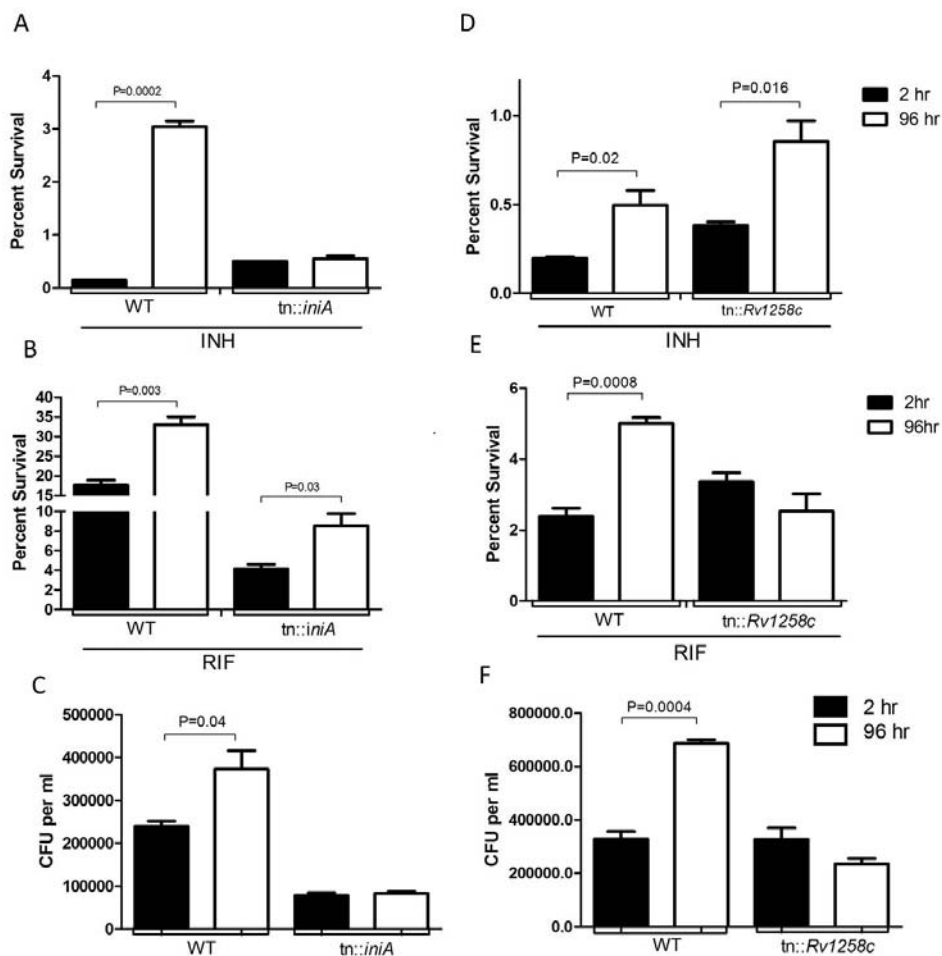 A
Percent Survival
4
3
2
1
0
P=0.0002
WT
tn::iniA
INH
D
Percent Survival
1.0
0.5
0.0
P=0.02
P=0.016
2 hr
96 hr
WT
tn::Rv1258c
INH
B
Percent Survival
40
35
30
25
20
15
10
8
6
4
2
0
P=0.003
P=0.03
WT
tn::iniA
RIF
E
Percent Survival
6
4
2
0
P=0.0008
2hr
96hr
WT
tn::Rv1258c
RIF
C
CFU per ml
500000
400000
300000
200000
100000
0
P=0.04
WT
tn::iniA
F
CFU per ml
800000.0
600000.0
400000.0
200000.0
0.0
P=0.0004
2 hr
96 hr
WT
tn::Rv1258c